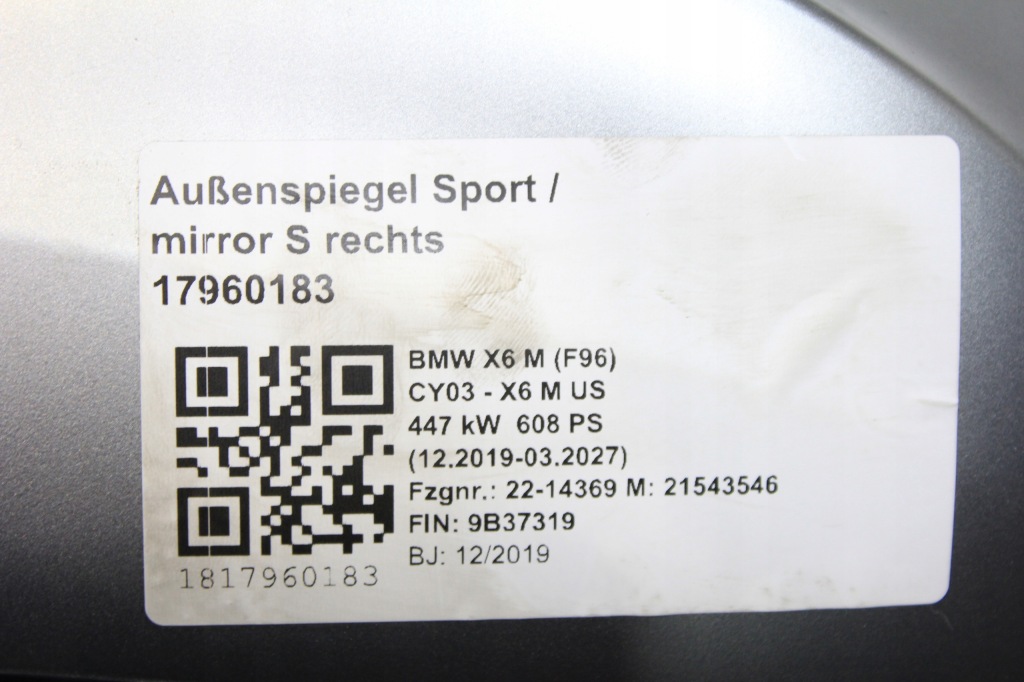 Außenspiegel Sport /
mirror S rechts
17960183
BMW X6 M (F96)
CY03 - X6 M US
447 kW 608 PS
(12.2019-03.2027)
Fzgnr.: 22-14369 M: 21543546
FIN: 9B37319
BJ: 12/2019
1817960183